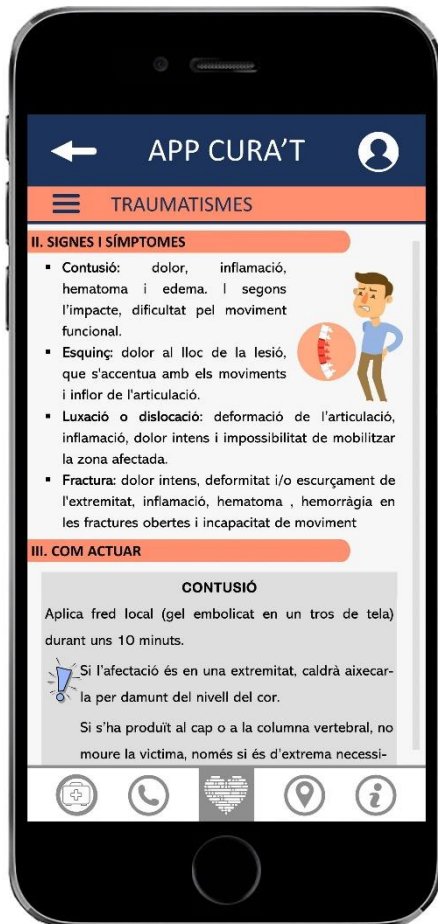 APP CURA'T
TRAUMATISMES
II. SIGNES I SÍMPTOMES
▪ Contusió: dolor, inflamació,
hematoma i edema. I segons
l'impacte, dificultat pel moviment
funcional.
▪ Esquinç: dolor al lloc de la lesió,
que s'accentua amb els moviments
i inflor de l'articulació.
▪ Luxació o dislocació: deformació de l'articulació,
inflamació, dolor intens i impossibilitat de mobilitzar
la zona afectada.
▪ Fractura: dolor intens, deformitat i/o escurçament de
l'extremitat, inflamació, hematoma , hemorràgia en
les fractures obertes i incapacitat de moviment
III. COM ACTUAR
CONTUSIÓ
Aplica fred local (gel embolicat en un tros de tela)
durant uns 10 minuts.
Si l'afectació és en una extremitat, caldrà aixecar-
la per damunt del nivell del cor.
Si s'ha produït al cap o a la columna vertebral, no
moure la victima, només si és d'extrema necessi-